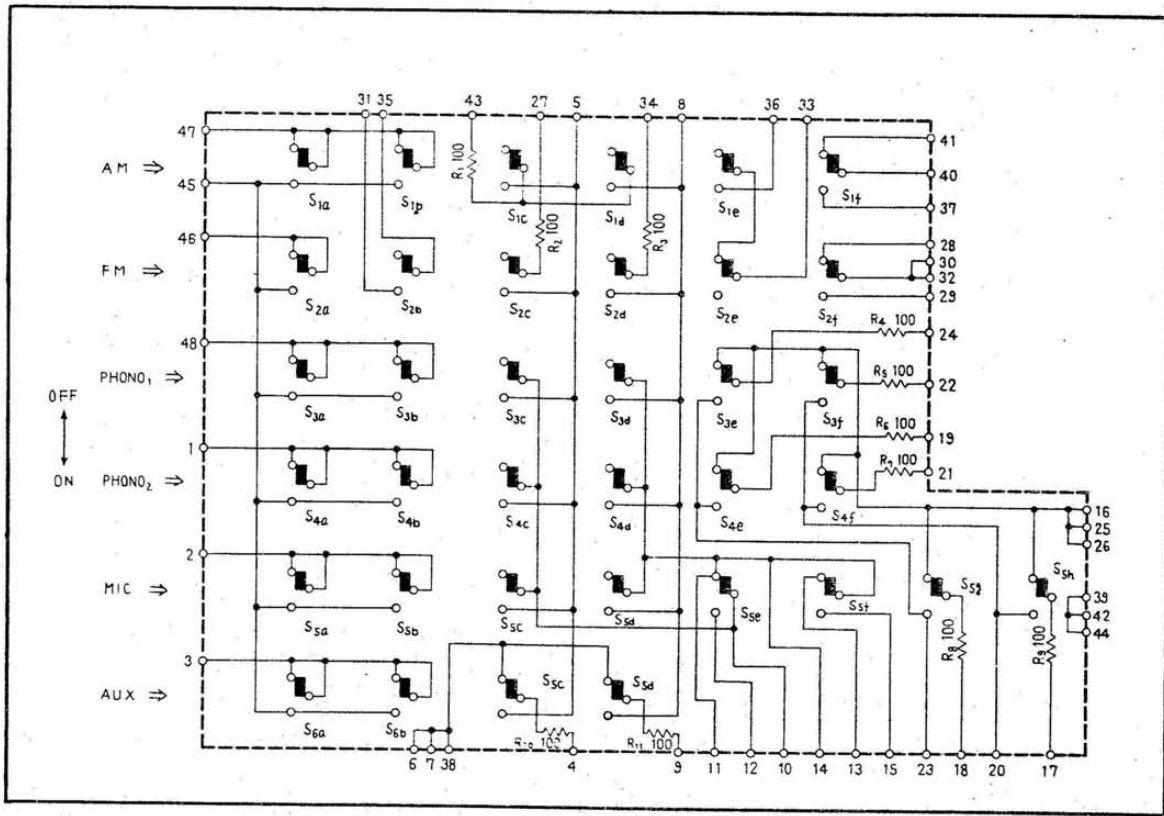 31 35 43 27 5 34 8 36 33
47 41
AM ⇒ R₁ 100 40
45 S1a S1b S1c S1d S1e S1f 37
R₂ 100 R₃ 100
46 28
30
FM ⇒ 32
S2a S2b S2c S2d S2e S2f 29
R₄ 100 24
48
PHONO₁ ⇒ R₅ 100 22
OFF S3a S3b S3c S3d S3e S3f
R₆ 100 19
1 R₇ 100 21
ON PHONO₂ ⇒
S4a S4b S4c S4d S4e S4f 16
25
26
2
MIC ⇒ S5g S5h 39
S5a S5b S5c S5d S5e S5f 42
44
R₈ 100 R₉ 100
3
AUX ⇒ S5c S5d
S6a S6b
R₁₀ 100 R₁₁ 100
6 7 38 4 9 11 12 10 14 13 15 23 18 20 17